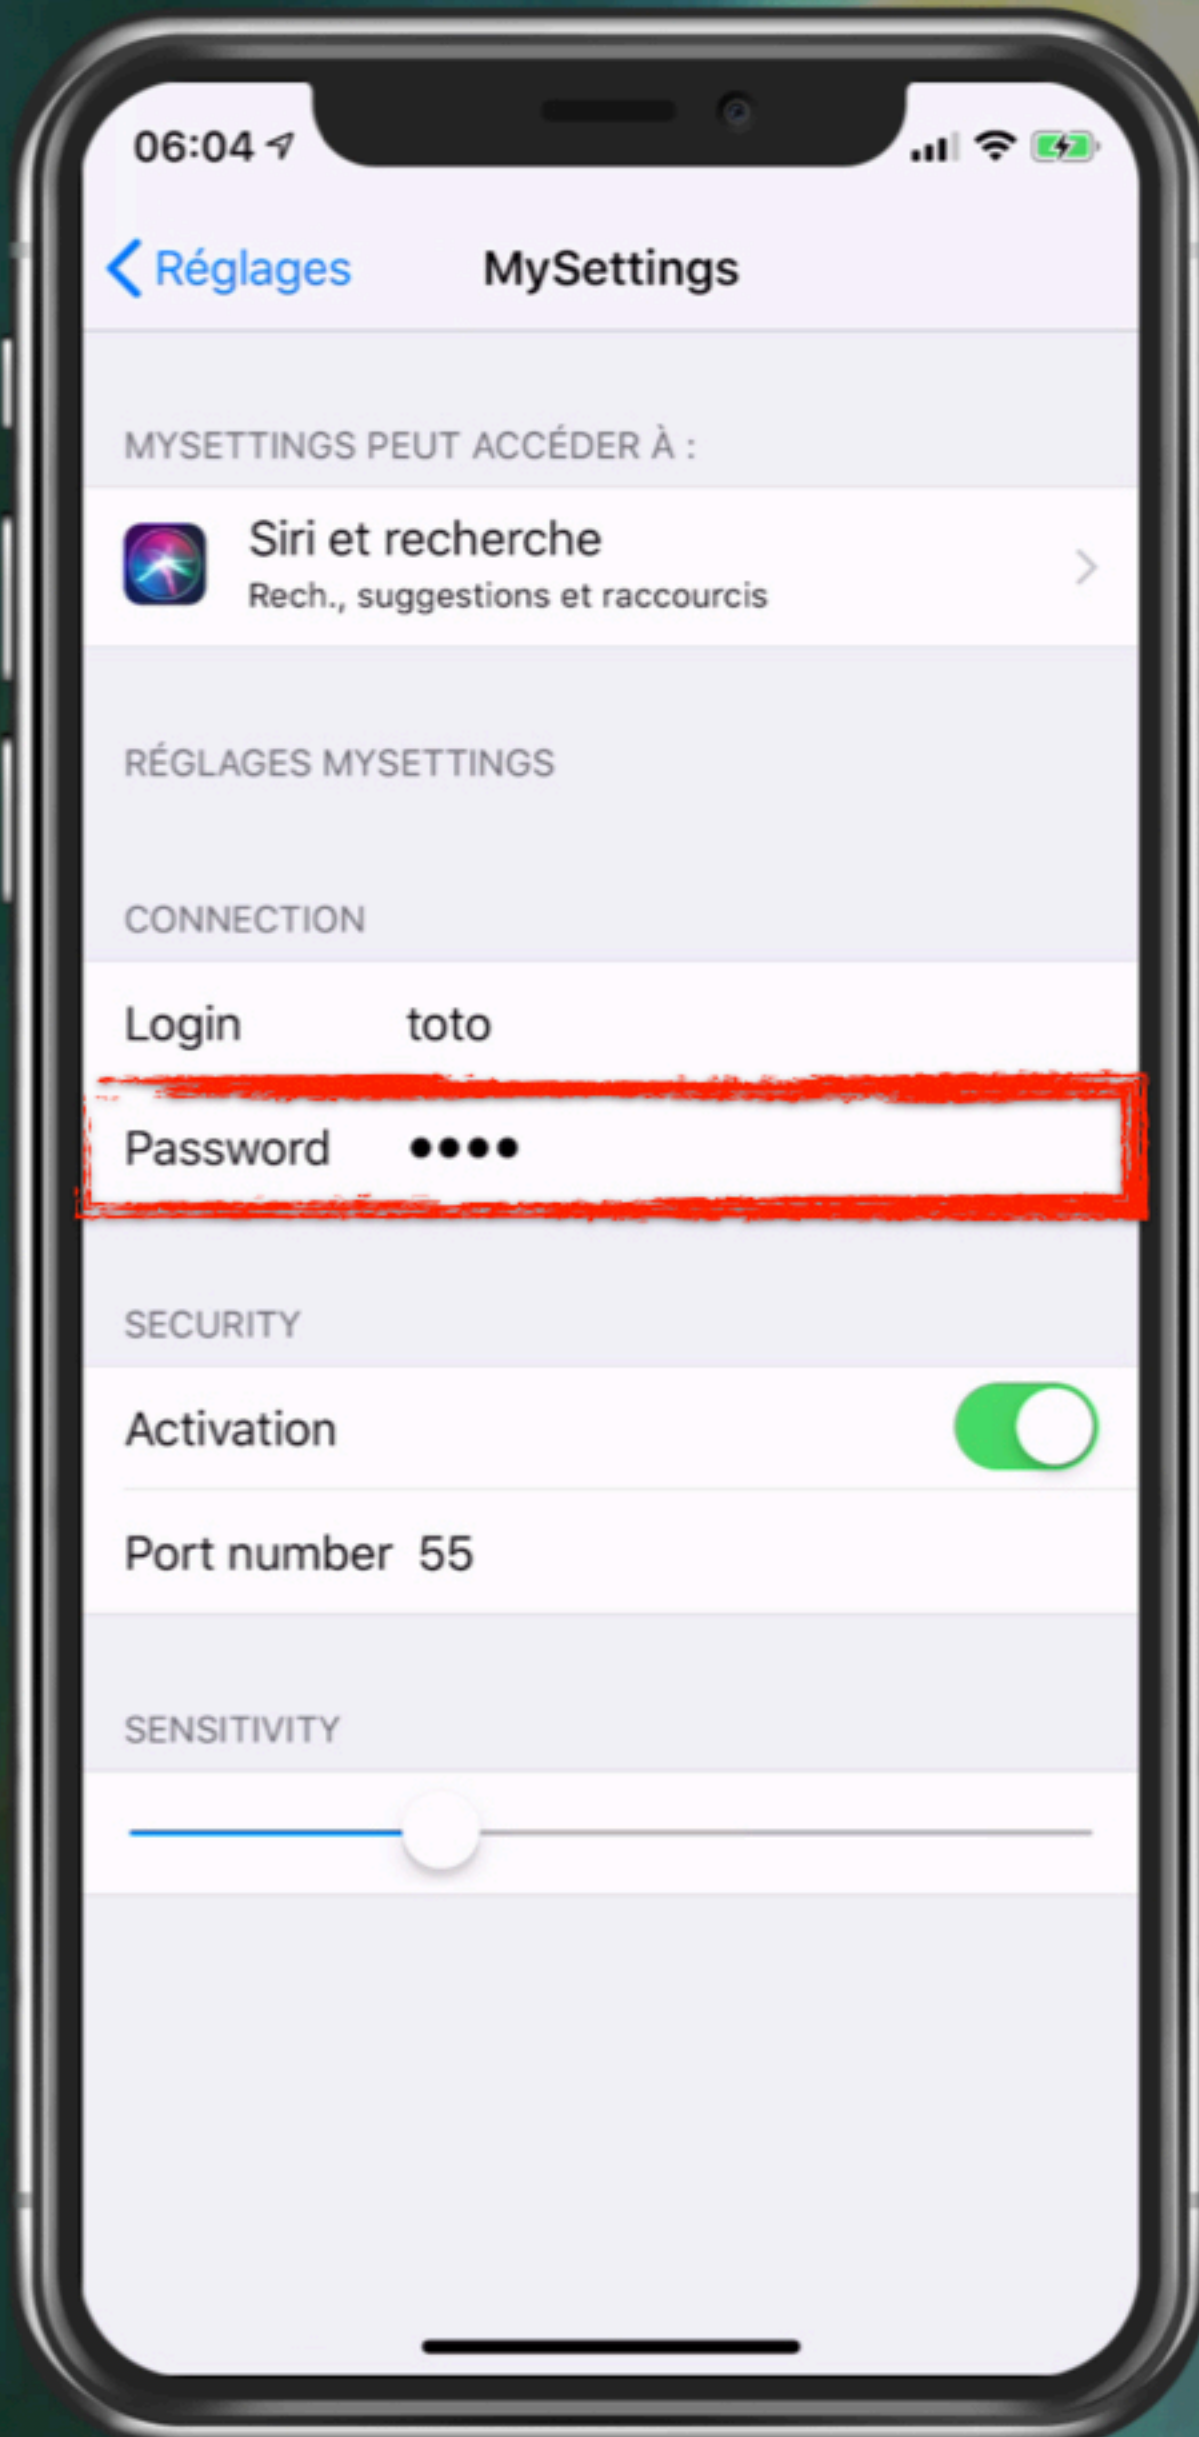 06:04
Réglages
MySettings
MYSETTINGS PEUT ACCÉDER À :
Siri et recherche
Rech., suggestions et raccourcis
RÉGLAGES MYSETTINGS
CONNECTION
Login toto
Password ••••
SECURITY
Activation
Port number 55
SENSITIVITY